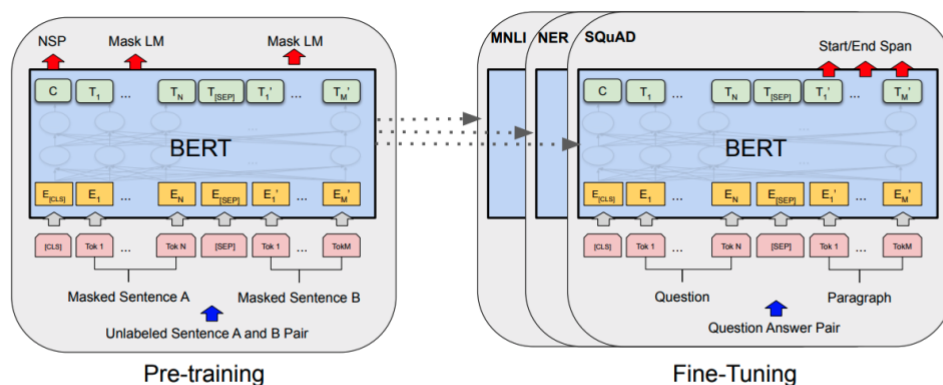 NSP Mask LM Mask LM
C T1 ... TN T[SEP] T1' ... TM'
BERT
E[CLS] E1 ... EN E[SEP] E1' ... EM'
[CLS] Tok 1 ... Tok N [SEP] Tok 1 ... TokM
Masked Sentence A Masked Sentence B
Unlabeled Sentence A and B Pair
Pre-training
MNLI NER SQuAD
Start/End Span
C T1 ... TN T[SEP] T1' ... TM'
BERT
E[CLS] E1 ... EN E[SEP] E1' ... EM'
[CLS] Tok 1 ... Tok N [SEP] Tok 1 ... TokM
Question Paragraph
Question Answer Pair
Fine-Tuning